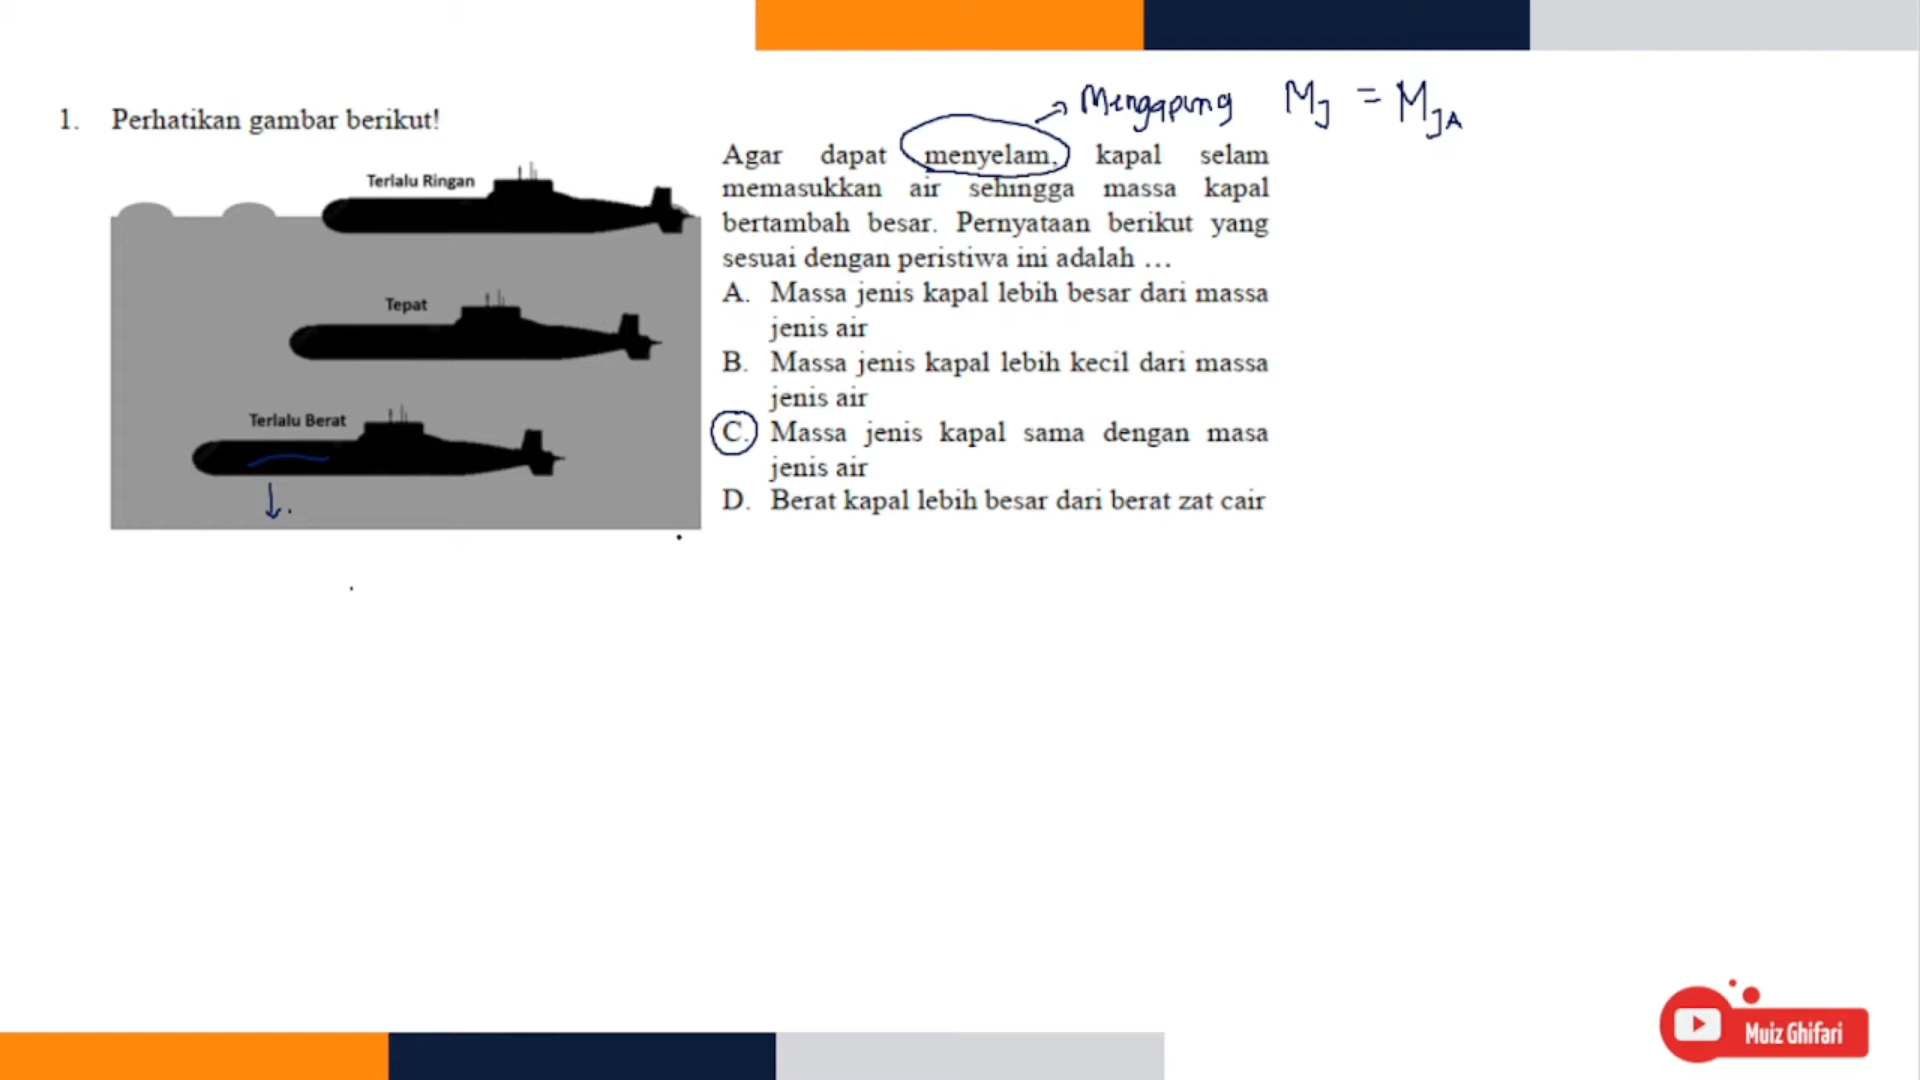 Mengapung MJ = MJA
1. Perhatikan gambar berikut!
Terlalu Ringan
Tepat
Terlalu Berat
Agar dapat menyelam, kapal selam
memasukkan air sehingga massa kapal
bertambah besar. Pernyataan berikut yang
sesuai dengan peristiwa ini adalah …
A. Massa jenis kapal lebih besar dari massa
jenis air
B. Massa jenis kapal lebih kecil dari massa
jenis air
C. Massa jenis kapal sama dengan masa
jenis air
D. Berat kapal lebih besar dari berat zat cair
Muiz Ghifari